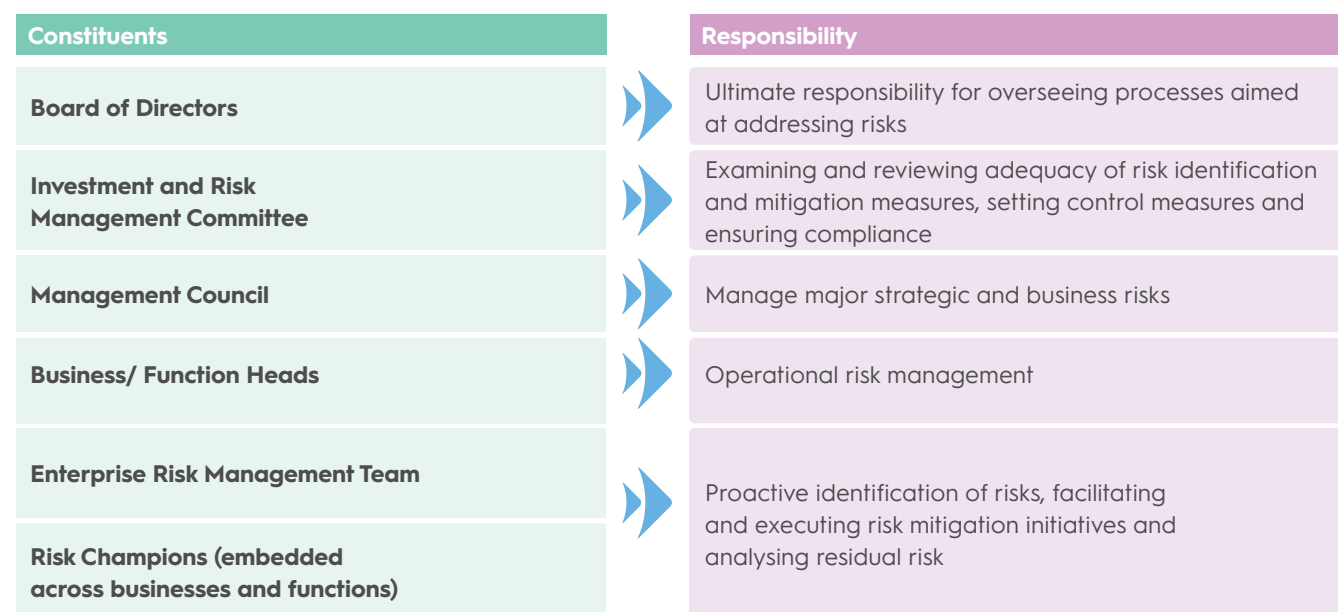 Constituents
Responsibility
Board of Directors
Ultimate responsibility for overseeing processes aimed
at addressing risks
Investment and Risk
Management Committee
Examining and reviewing adequacy of risk identification
and mitigation measures, setting control measures and
ensuring compliance
Management Council
Manage major strategic and business risks
Business/ Function Heads
Operational risk management
Enterprise Risk Management Team
Risk Champions (embedded
across businesses and functions)
Proactive identification of risks, facilitating
and executing risk mitigation initiatives and
analysing residual risk